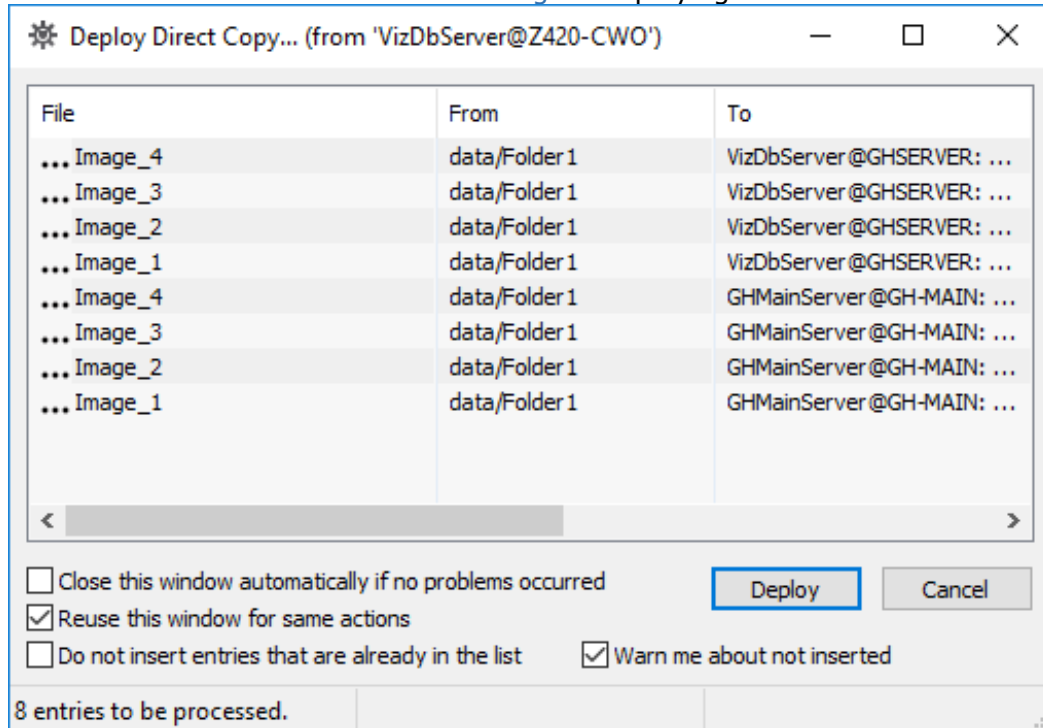 Deploy Direct Copy... (from 'VizDbServer@Z420-CWO')
File From To
... Image_4 data/Folder1 VizDbServer@GHSERVER: ...
... Image_3 data/Folder1 VizDbServer@GHSERVER: ...
... Image_2 data/Folder1 VizDbServer@GHSERVER: ...
... Image_1 data/Folder1 VizDbServer@GHSERVER: ...
... Image_4 data/Folder1 GHMainServer@GH-MAIN: ...
... Image_3 data/Folder1 GHMainServer@GH-MAIN: ...
... Image_2 data/Folder1 GHMainServer@GH-MAIN: ...
... Image_1 data/Folder1 GHMainServer@GH-MAIN: ...
Close this window automatically if no problems occurred Deploy Cancel
Reuse this window for same actions
Do not insert entries that are already in the list Warn me about not inserted
8 entries to be processed.